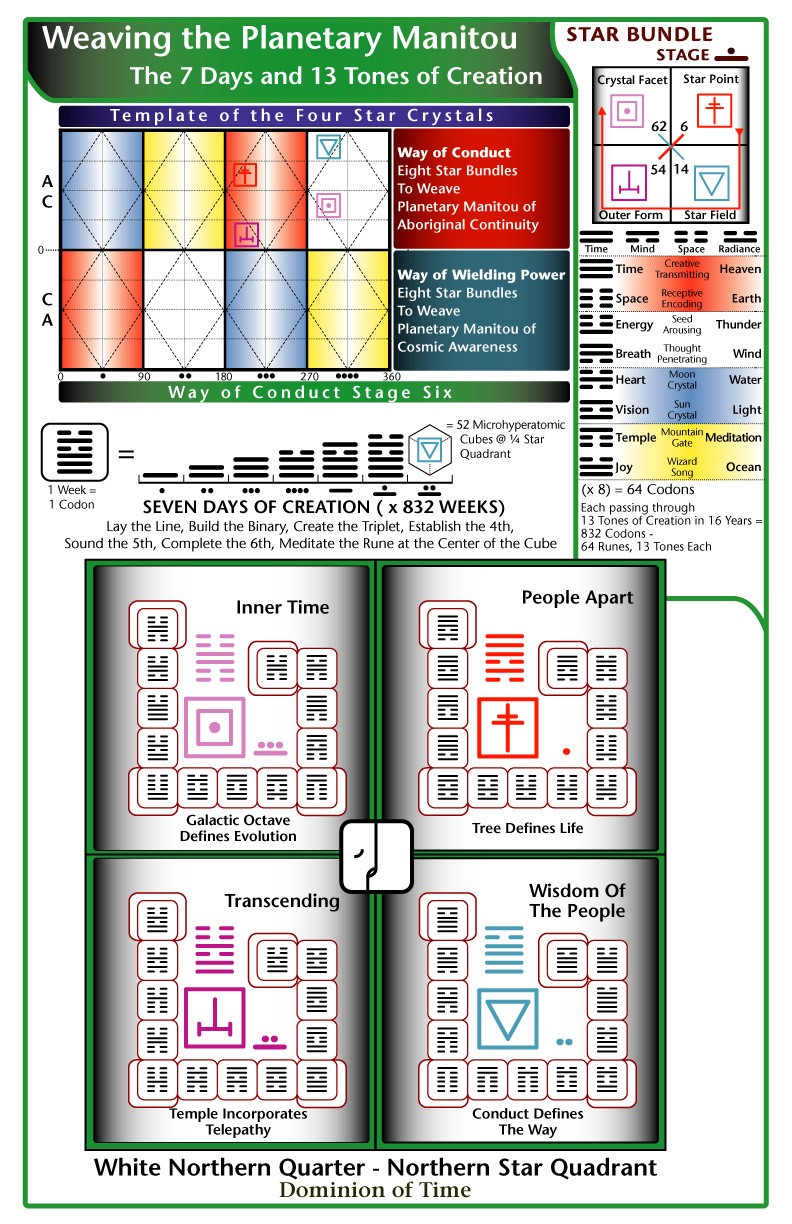 Weaving the Planetary Manitou
The 7 Days and 13 Tones of Creation
STAR BUNDLE
STAGE
Crystal Facet
Star Point
62
6
54
14
Outer Form
Star Field
Template of the Four Star Crystals
A
C
0
C
A
0
90
180
270
360
Way of Conduct
Eight Star Bundles
To Weave
Planetary Manitou of
Aboriginal Continuity
Way of Wielding Power
Eight Star Bundles
To Weave
Planetary Manitou of
Cosmic Awareness
Way of Conduct Stage Six
Time Mind Space Radiance
Time Creative Transmitting Heaven
Space Receptive Encoding Earth
Energy Seed Arousing Thunder
Breath Thought Penetrating Wind
Heart Moon Crystal Water
Vision Sun Crystal Light
Temple Mountain Gate Meditation
Joy Wizard Song Ocean
(x 8) = 64 Codons
Each passing through
13 Tones of Creation in 16 Years =
832 Codons -
64 Runes, 13 Tones Each
1 Week =
1 Codon
=
= 52 Microhyperatomic
Cubes @ ¼ Star
Quadrant
SEVEN DAYS OF CREATION ( x 832 WEEKS)
Lay the Line, Build the Binary, Create the Triplet, Establish the 4th,
Sound the 5th, Complete the 6th, Meditate the Rune at the Center of the Cube
Inner Time
Galactic Octave
Defines Evolution
People Apart
Tree Defines Life
Transcending
Temple Incorporates
Telepathy
Wisdom Of
The People
Conduct Defines
The Way
White Northern Quarter - Northern Star Quadrant
Dominion of Time